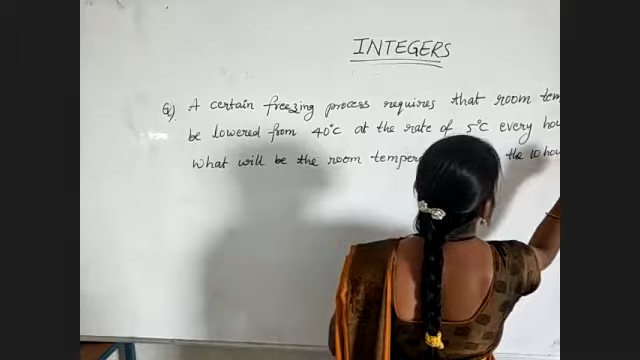 INTEGERS
Q) A certain freezing process requires that room tem
be lowered from 40°C at the rate of 5°C every hou
What will be the room temper the 10 hou